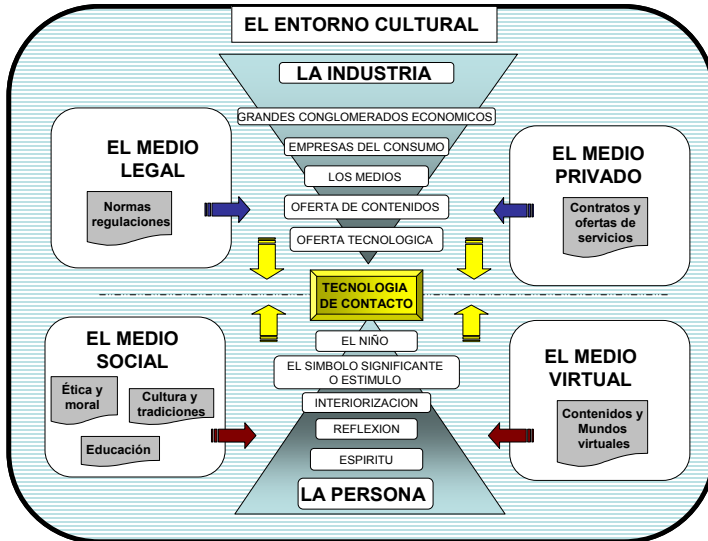 EL ENTORNO CULTURAL
LA INDUSTRIA
GRANDES CONGLOMERADOS ECONOMICOS
EMPRESAS DEL CONSUMO
LOS MEDIOS
OFERTA DE CONTENIDOS
OFERTA TECNOLOGICA
EL MEDIO
LEGAL
Normas
regulaciones
EL MEDIO
PRIVADO
Contratos y
ofertas de
servicios
TECNOLOGIA
DE CONTACTO
EL NIÑO
EL SIMBOLO SIGNIFICANTE
O ESTIMULO
INTERIORIZACION
REFLEXION
ESPIRITU
LA PERSONA
EL MEDIO
SOCIAL
Ética y
moral
Cultura y
tradiciones
Educación
EL MEDIO
VIRTUAL
Contenidos y
Mundos
virtuales